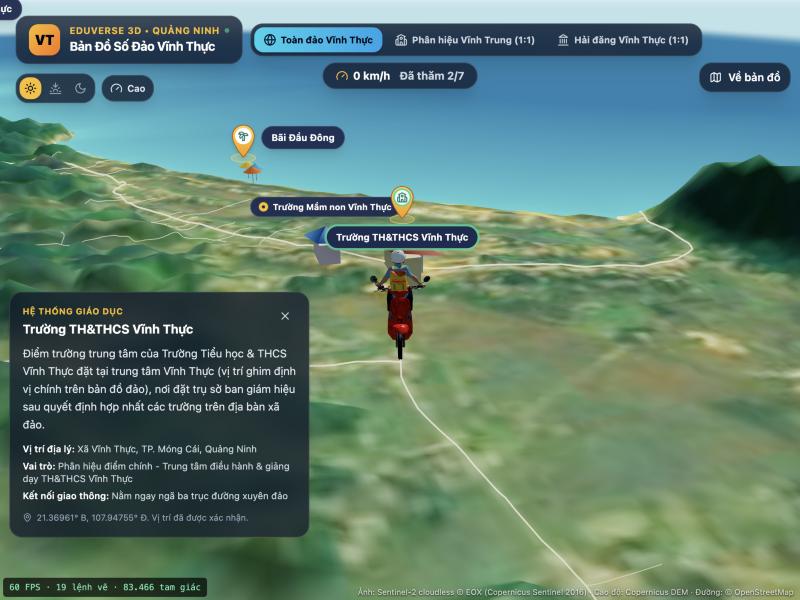 ực
VT
EDUVERSE 3D • QUẢNG NINH
Bản Đồ Số Đảo Vĩnh Thực
Toàn đảo Vĩnh Thực
Phân hiệu Vĩnh Trung (1:1)
Hải đăng Vĩnh Thực (1:1)
0 km/h Đã thăm 2/7
Về bản đồ
Cao
Bãi Đầu Đông
Trường Mầm non Vĩnh Thực
Trường TH&THCS Vĩnh Thực
HỆ THỐNG GIÁO DỤC
Trường TH&THCS Vĩnh Thực
Điểm trường trung tâm của Trường Tiểu học & THCS
Vĩnh Thực đặt tại trung tâm Vĩnh Thực (vị trí ghim định
vị chính trên bản đồ đảo), nơi đặt trụ sở ban giám hiệu
sau quyết định hợp nhất các trường trên địa bàn xã
đảo.
Vị trí địa lý: Xã Vĩnh Thực, TP. Móng Cái, Quảng Ninh
Vai trò: Phân hiệu điểm chính - Trung tâm điều hành & giảng
dạy TH&THCS Vĩnh Thực
Kết nối giao thông: Nằm ngay ngã ba trục đường xuyên đảo
21.36961° B, 107.94755° Đ. Vị trí đã được xác nhận.
60 FPS · 19 lệnh vẽ · 83.466 tam giác
Ảnh: Sentinel-2 cloudless © EOX (Copernicus Sentinel 2016) · Cao độ: Copernicus DEM · Đường: © OpenStreetMap